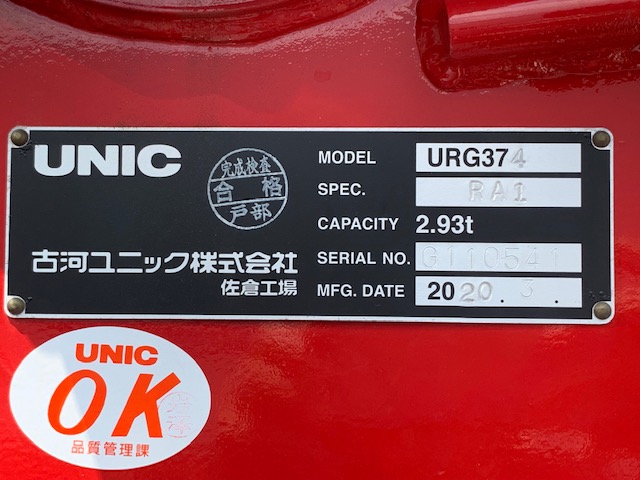 UNIC
完成検査
合格
戸部
古河ユニック株式会社
佐倉工場
MODEL URG374
SPEC. RA1
CAPACITY 2.93t
SERIAL NO. G110541
MFG. DATE 2020.3.
UNIC
OK
品質管理課